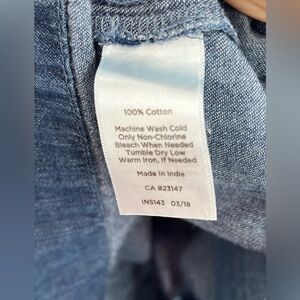 100% Cotton
Machine Wash Cold
Only Non-Chlorine
Bleach When Needed
Tumble Dry Low
Warm Iron, If Needed
Made in India
CA #23147
INS143 03/18